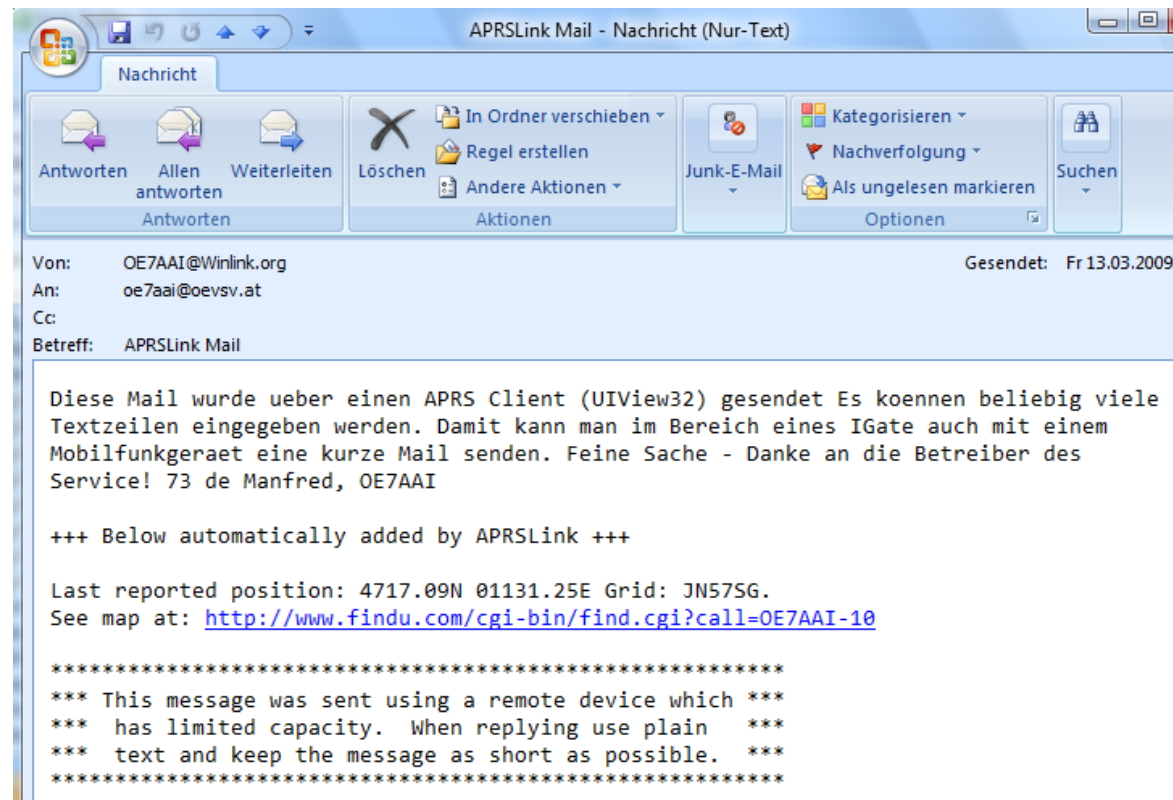 APRSLink Mail - Nachricht (Nur-Text)
Nachricht
Antworten
Allen antworten
Weiterleiten
Antworten
Löschen
In Ordner verschieben
Regel erstellen
Andere Aktionen
Aktionen
Junk-E-Mail
Kategorisieren
Nachverfolgung
Als ungelesen markieren
Optionen
Suchen
Von: OE7AAI@Winlink.org Gesendet: Fr 13.03.2009
An: oe7aai@oevsv.at
Cc:
Betreff: APRSLink Mail
Diese Mail wurde ueber einen APRS Client (UIView32) gesendet Es koennen beliebig viele
Textzeilen eingegeben werden. Damit kann man im Bereich eines IGate auch mit einem
Mobilfunkgeraet eine kurze Mail senden. Feine Sache - Danke an die Betreiber des
Service! 73 de Manfred, OE7AAI
+++ Below automatically added by APRSLink +++
Last reported position: 4717.09N 01131.25E Grid: JN57SG.
See map at: http://www.findu.com/cgi-bin/find.cgi?call=OE7AAI-10
*********************************************************
*** This message was sent using a remote device which ***
*** has limited capacity. When replying use plain ***
*** text and keep the message as short as possible. ***
*********************************************************